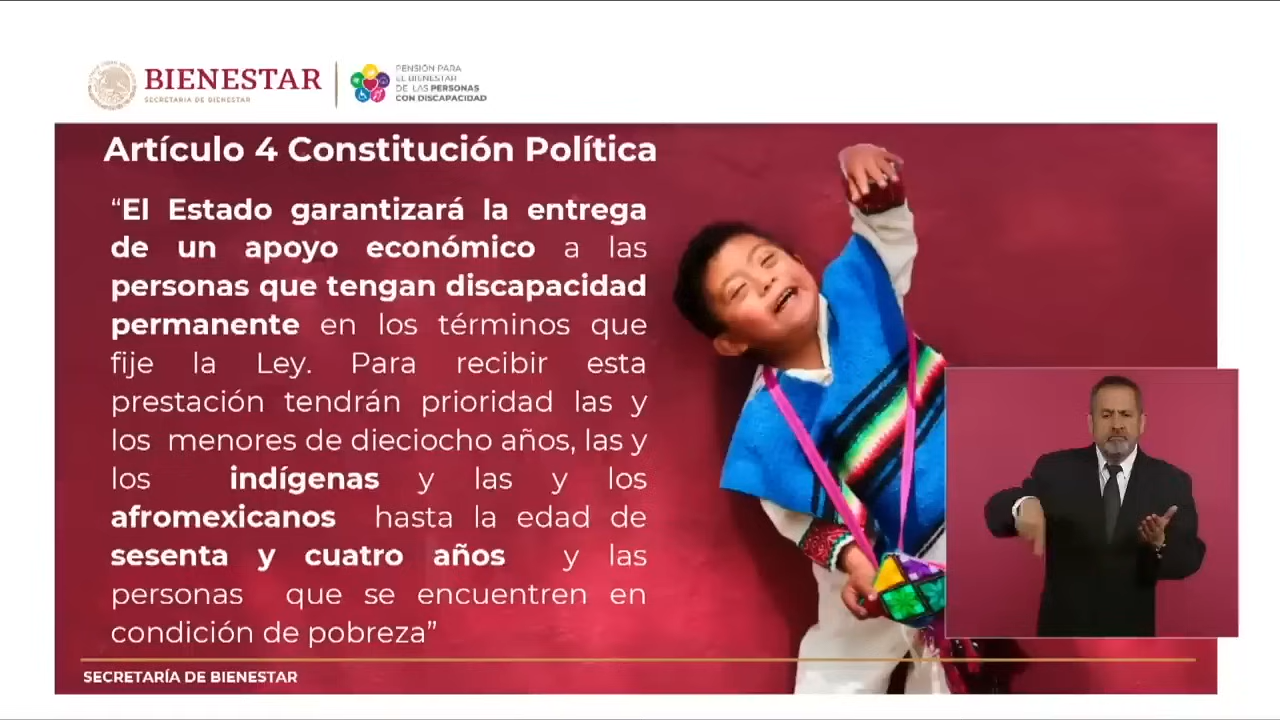 BIENESTAR
SECRETARÍA DE BIENESTAR
PENSIÓN PARA
EL BIENESTAR
DE LAS PERSONAS
CON DISCAPACIDAD
Artículo 4 Constitución Política
“El Estado garantizará la entrega
de un apoyo económico a las
personas que tengan discapacidad
permanente en los términos que
fije la Ley. Para recibir esta
prestación tendrán prioridad las y
los menores de dieciocho años, las y
los indígenas y las y los
afromexicanos hasta la edad de
sesenta y cuatro años y las
personas que se encuentren en
condición de pobreza”
SECRETARÍA DE BIENESTAR